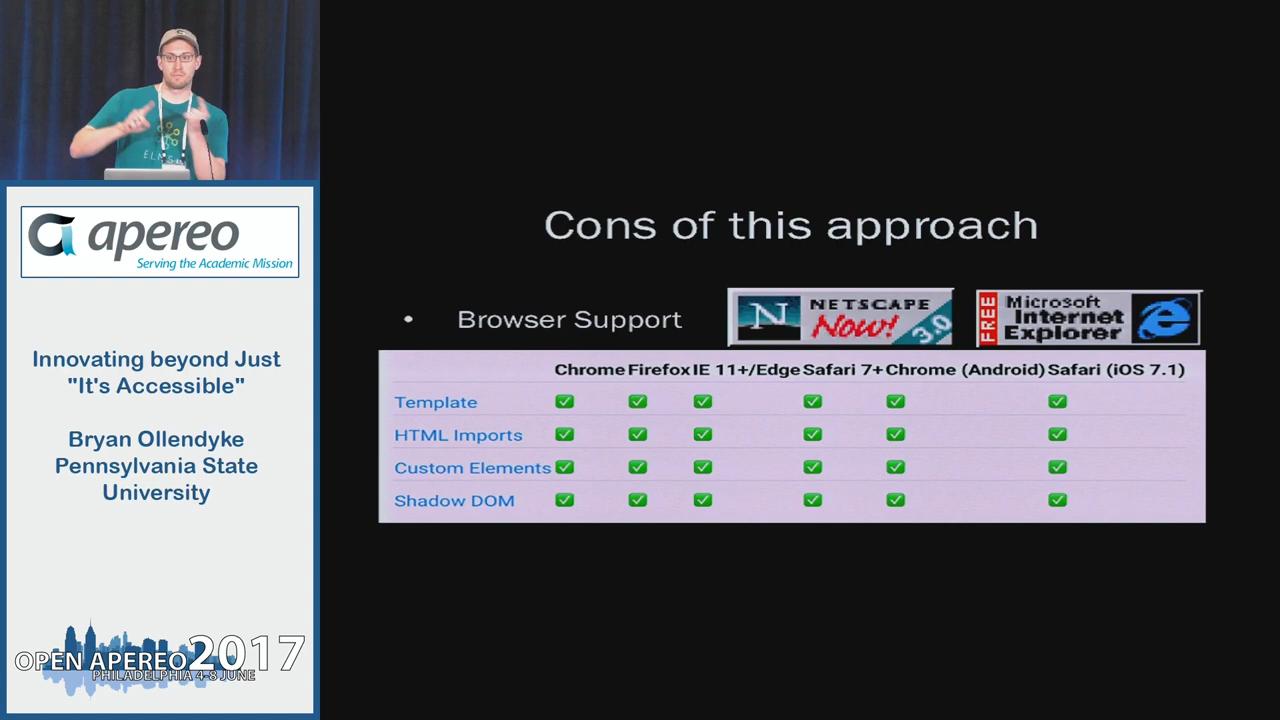 ELMS
apereo
Serving the Academic Mission
Innovating beyond Just
"It's Accessible"
Bryan Ollendyke
Pennsylvania State
University
OPEN APEREO 2017
PHILADELPHIA 4-8 JUNE
Cons of this approach
• Browser Support
N NETSCAPE
Now! 3.0
FREE
Microsoft
Internet
Explorer
Chrome Firefox IE 11+/Edge Safari 7+ Chrome (Android) Safari (iOS 7.1)
Template
HTML Imports
Custom Elements
Shadow DOM